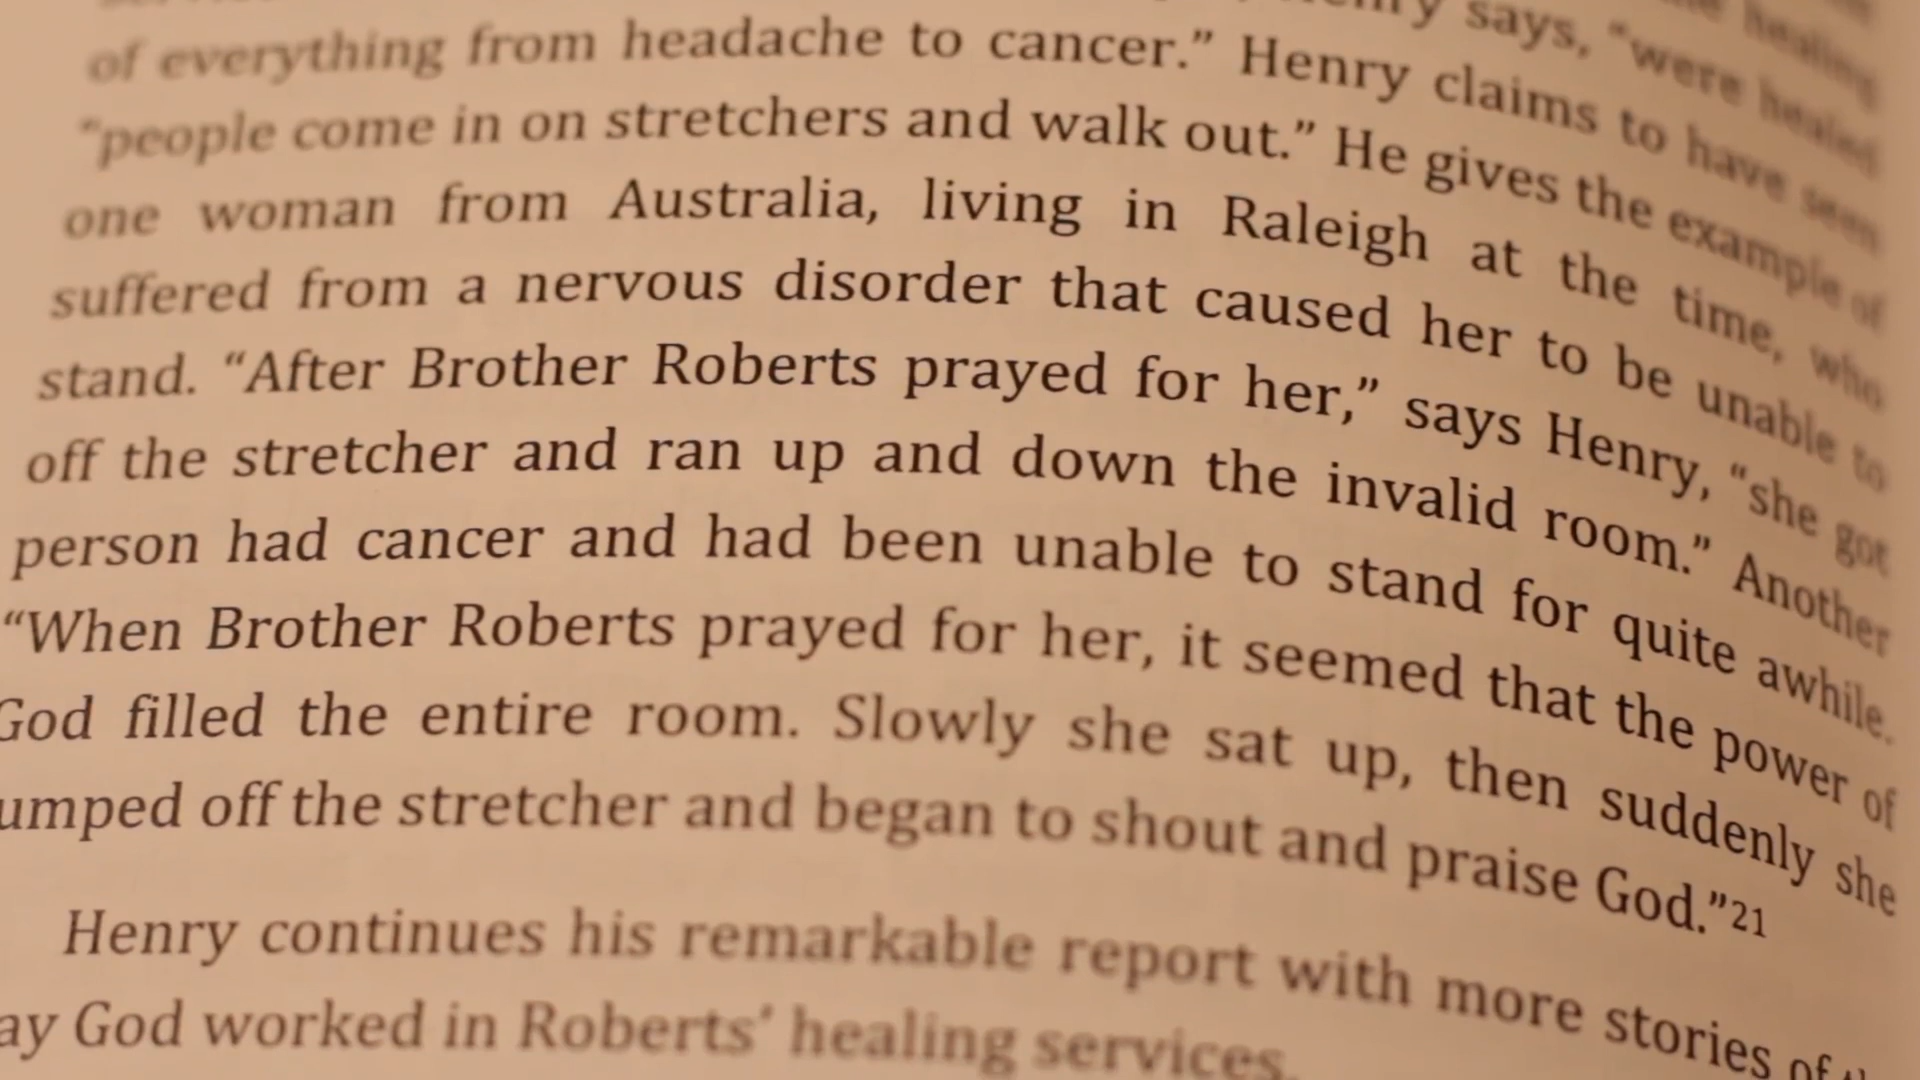 healing
says, "were healed
of everything from headache to cancer." Henry claims to have seen
"people come in on stretchers and walk out." He gives the example of
one woman from Australia, living in Raleigh at the time, who
suffered from a nervous disorder that caused her to be unable to
stand. "After Brother Roberts prayed for her," says Henry, "she got
off the stretcher and ran up and down the invalid room." Another
person had cancer and had been unable to stand for quite awhile.
"When Brother Roberts prayed for her, it seemed that the power of
God filled the entire room. Slowly she sat up, then suddenly she
umped off the stretcher and began to shout and praise God."21
Henry continues his remarkable report with more stories of
ay God worked in Roberts' healing services.